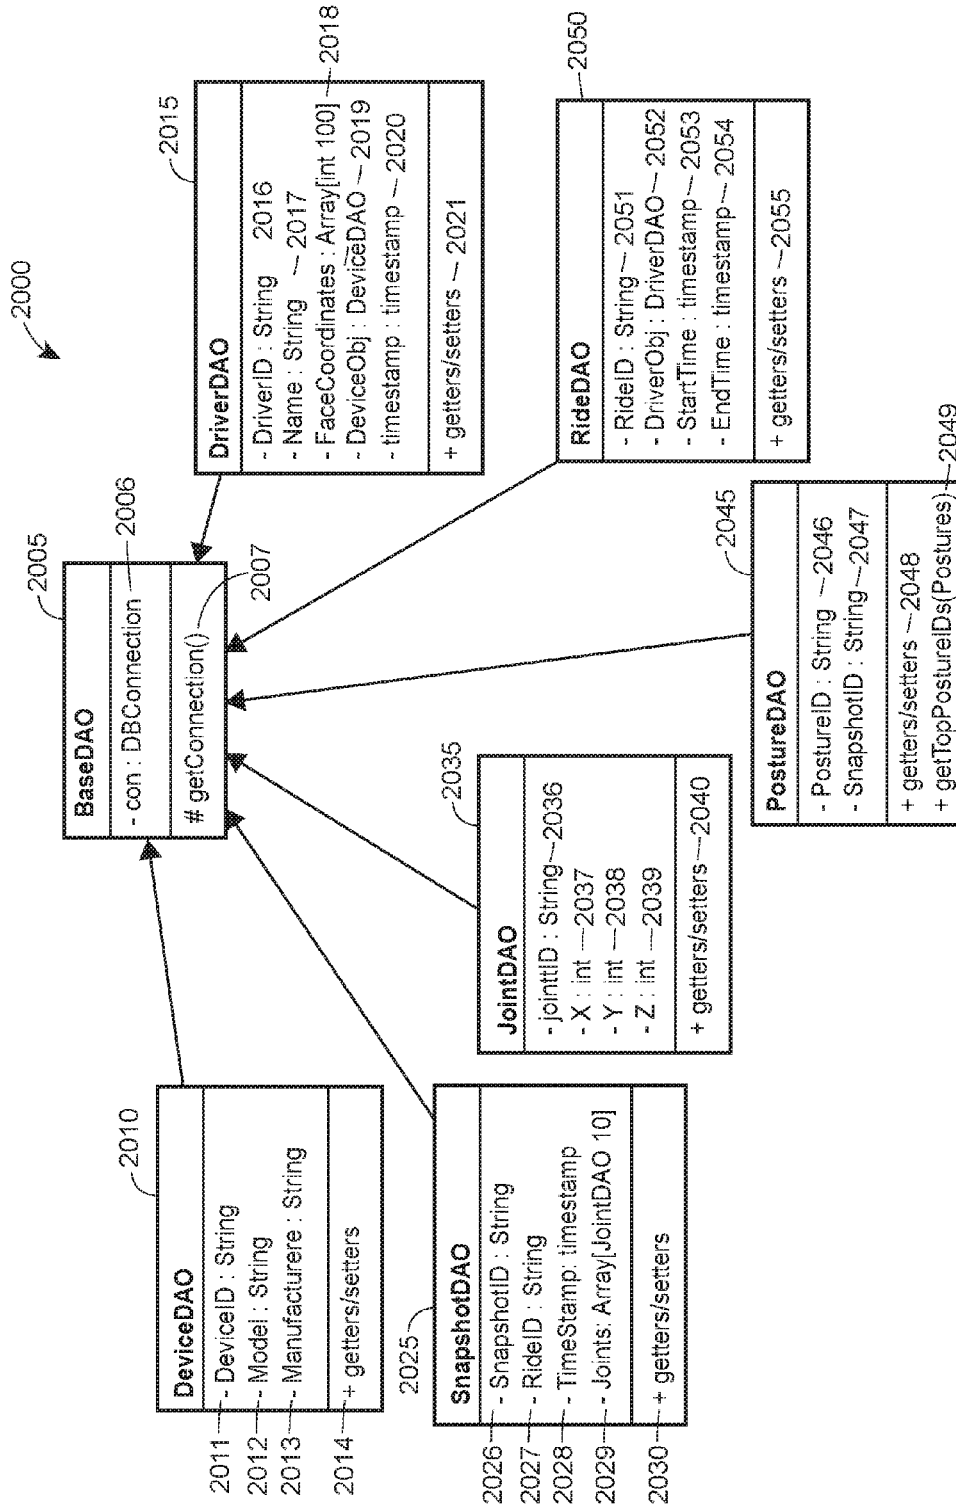 2000
2005
BaseDAO
- con : DBConnection 2006
# getConnection()
2007
2010
DeviceDAO
2011 - DeviceID : String
2012 - Model : String
2013 - Manufacturere : String
2014 + getters/setters
2015
DriverDAO
- DriverID : String 2016
- Name : String 2017
- FaceCoordinates : Array[int 100] 2018
- DeviceObj : DeviceDAO 2019
- timestamp : timestamp 2020
+ getters/setters 2021
2025
SnapshotDAO
2026 - SnapshotID : String
2027 - RideID : String
2028 - TimeStamp: timestamp
2029 - Joints: Array[JointDAO 10]
2030 + getters/setters
2035
JointDAO
- jointtID : String 2036
- X : int 2037
- Y : int 2038
- Z : int 2039
+ getters/setters 2040
2045
PostureDAO
- PostureID : String 2046
- SnapshotID : String 2047
+ getters/setters 2048
+ getTopPostureIDs(Postures) 2049
2050
RideDAO
- RideID : String 2051
- DriverObj : DriverDAO 2052
- StartTime : timestamp 2053
- EndTime : timestamp 2054
+ getters/setters 2055